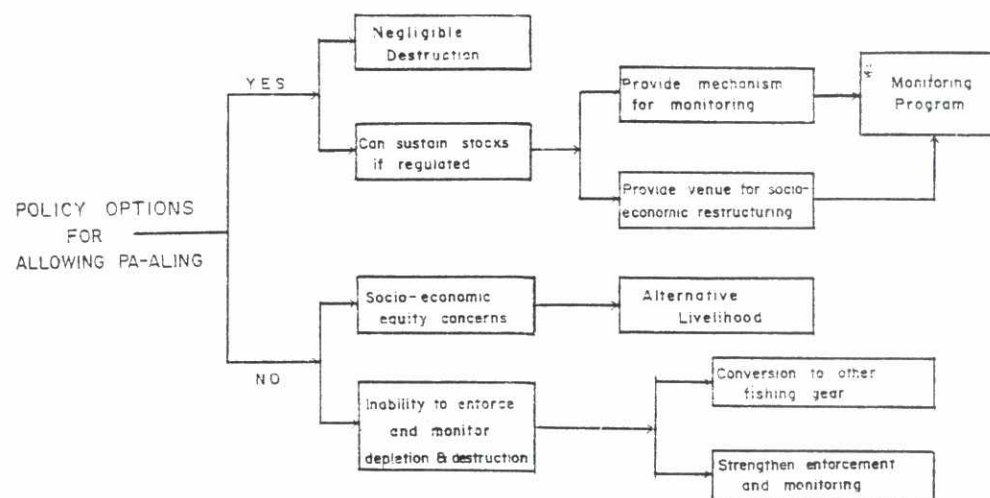 POLICY OPTIONS
FOR
ALLOWING PA-ALING
YES
Negligible
Destruction
Can sustain stocks
if regulated
Provide mechanism
for monitoring
Provide venue for socio-
economic restructuring
Monitoring
Program
NO
Socio-economic
equity concerns
Alternative
Livelihood
Inability to enforce
and monitor
depletion & destruction
Conversion to other
fishing gear
Strengthen enforcement
and monitoring